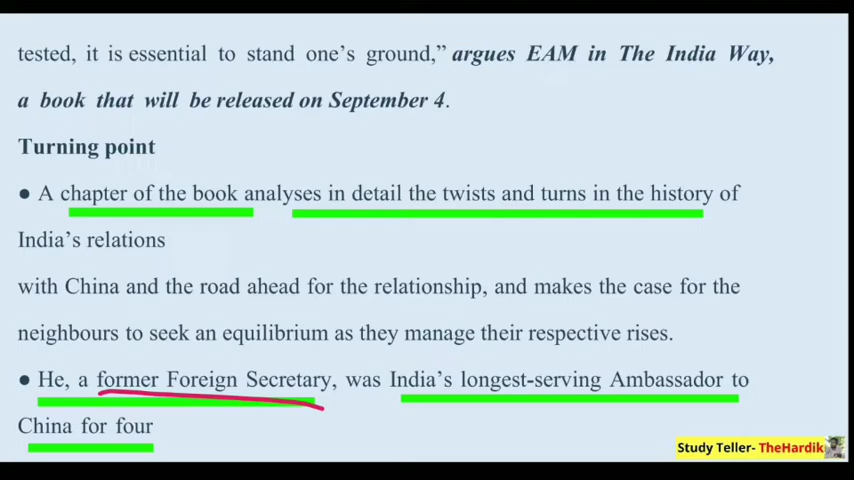 tested, it is essential to stand one's ground,” argues EAM in The India Way,
a book that will be released on September 4.
Turning point
● A chapter of the book analyses in detail the twists and turns in the history of
India's relations
with China and the road ahead for the relationship, and makes the case for the
neighbours to seek an equilibrium as they manage their respective rises.
● He, a former Foreign Secretary, was India's longest-serving Ambassador to
China for four
Study Teller- TheHardik